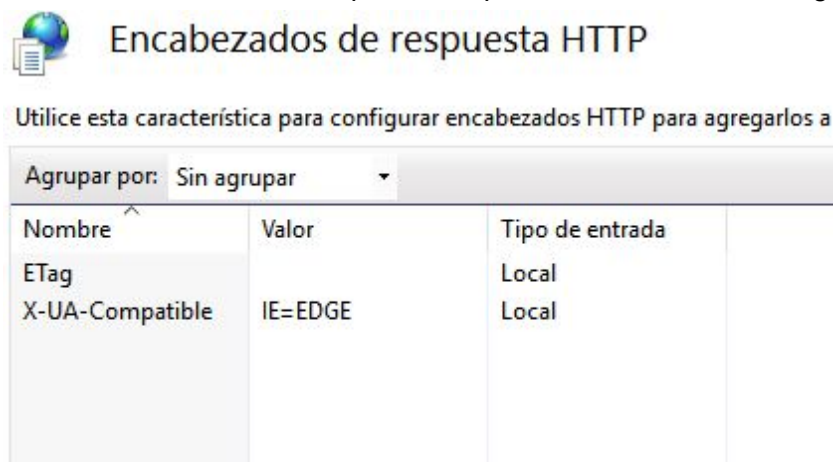 Encabezados de respuesta HTTP
Utilice esta característica para configurar encabezados HTTP para agregarlos a
Agrupar por: Sin agrupar
Nombre Valor Tipo de entrada
ETag Local
X-UA-Compatible IE=EDGE Local